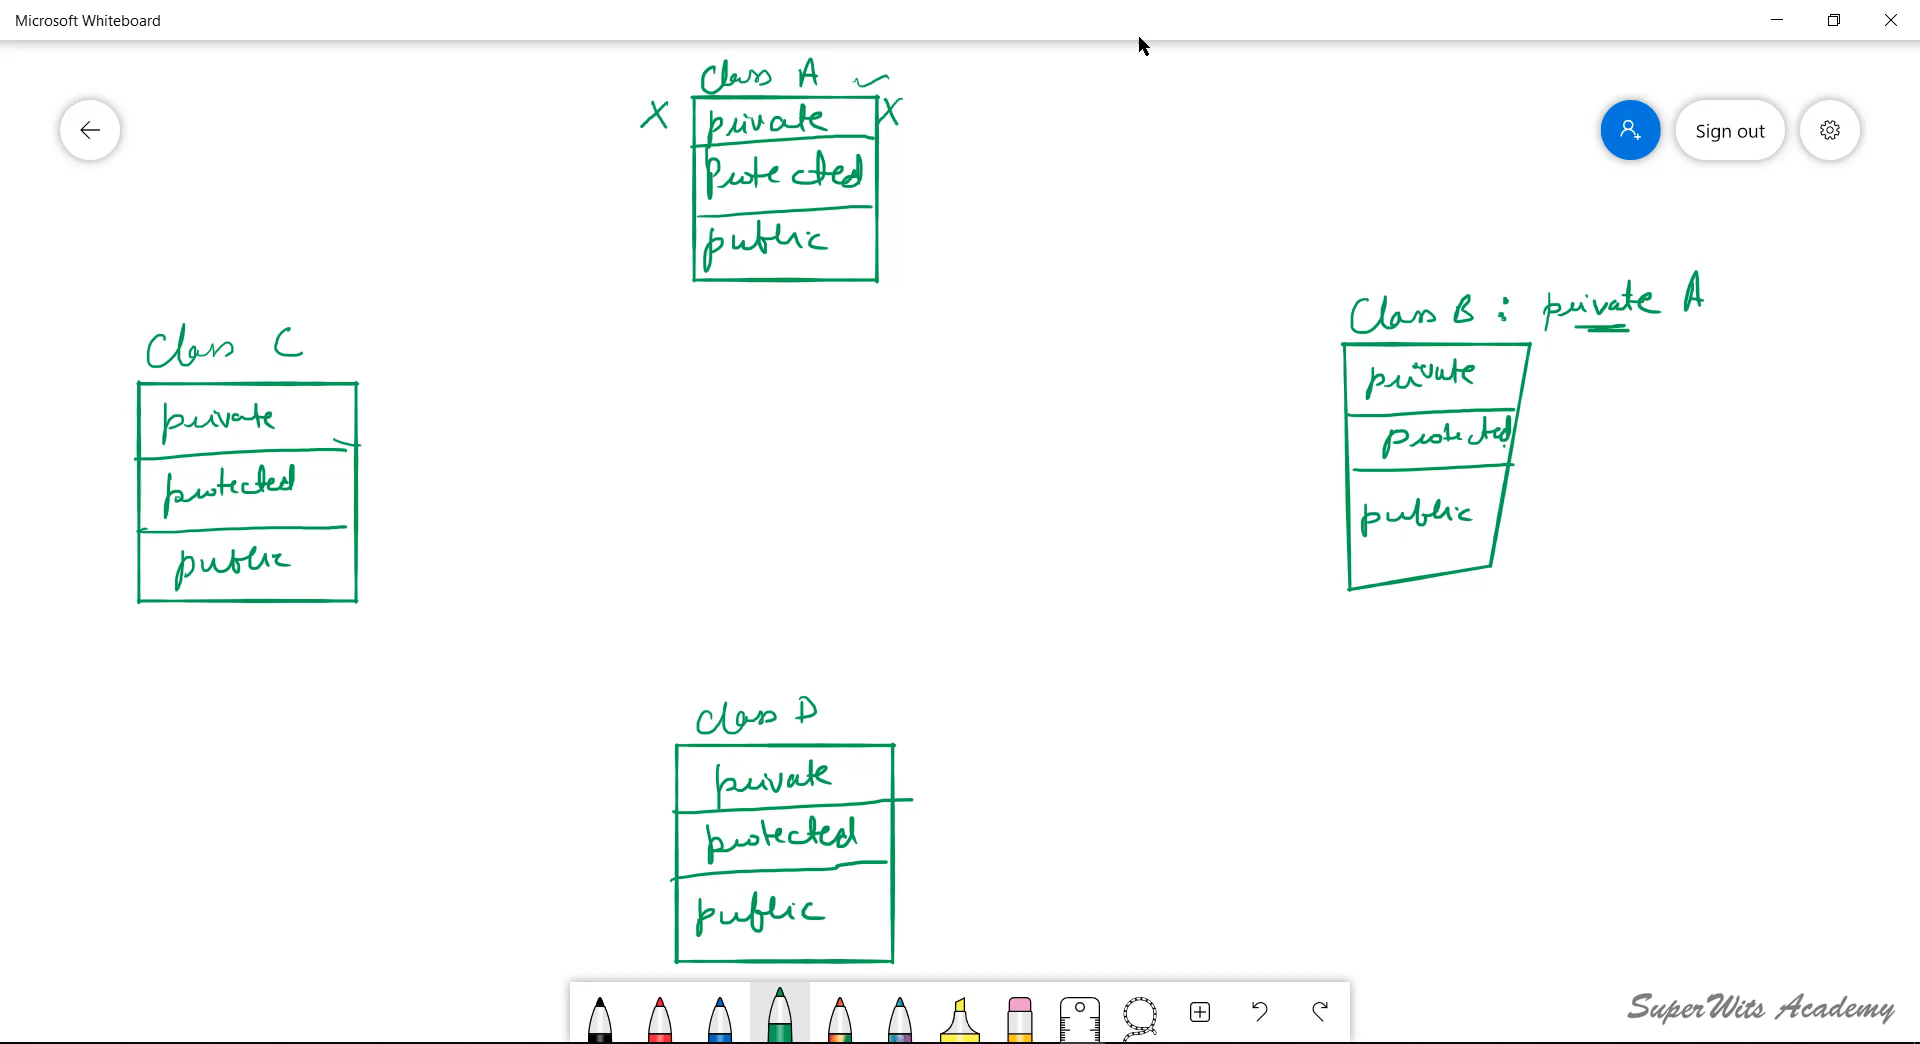 Microsoft Whiteboard
Class A
X private X
Protected
public
Sign out
Class B : private A
private
protected
public
Class C
private
protected
public
class D
private
protected
public
SuperWits Academy